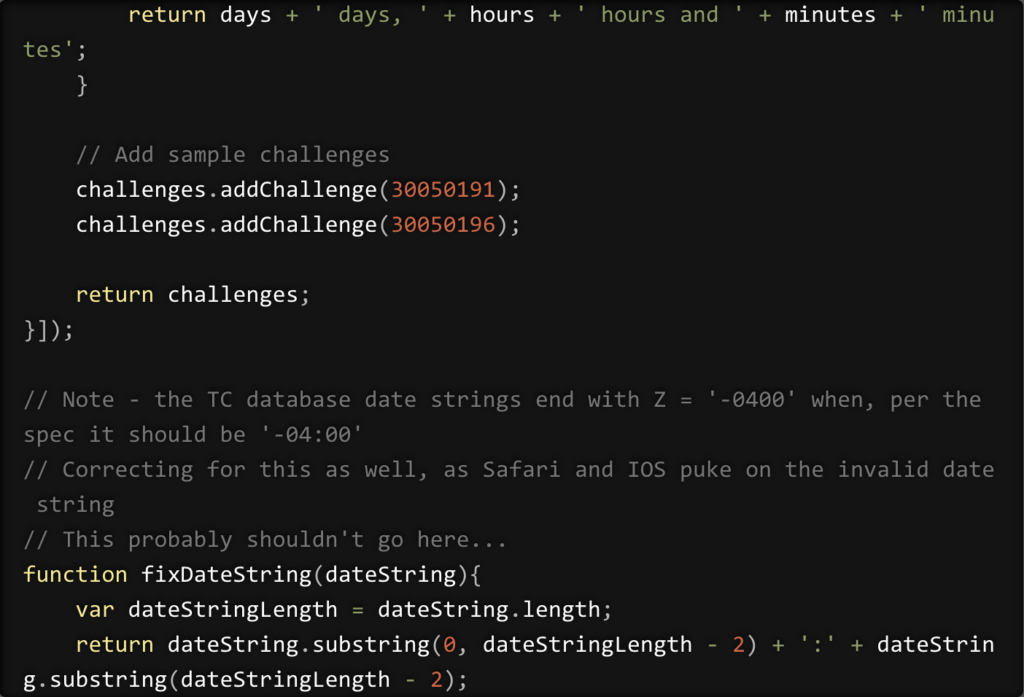 return days + ' days, ' + hours + ' hours and ' + minutes + ' minu
tes';
}
// Add sample challenges
challenges.addChallenge(30050191);
challenges.addChallenge(30050196);
return challenges;
}]);
// Note - the TC database date strings end with Z = '-0400' when, per the
spec it should be '-04:00'
// Correcting for this as well, as Safari and IOS puke on the invalid date
string
// This probably shouldn't go here...
function fixDateString(dateString){
var dateStringLength = dateString.length;
return dateString.substring(0, dateStringLength - 2) + ':' + dateStrin
g.substring(dateStringLength - 2);